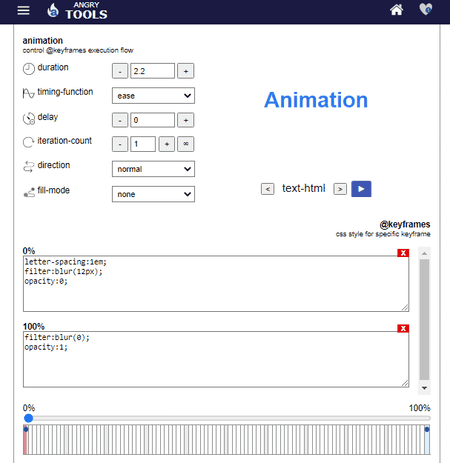 ANGRY
TOOLS
animation
control @keyframes execution flow
duration
- 2.2 +
timing-function
ease
Animation
delay
- 0 +
iteration-count
- 1 + ∞
direction
normal
fill-mode
none
< text-html >
@keyframes
css style for specific keyframe
0%
X
letter-spacing:1em;
filter:blur(12px);
opacity:0;
100%
X
filter:blur(0);
opacity:1;
0% 100%